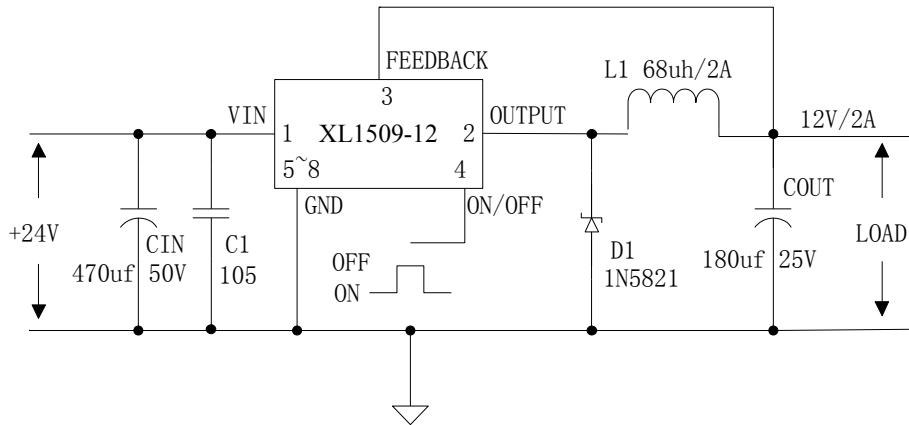 FEEDBACK
L1 68uh/2A
3
VIN
OUTPUT
12V/2A
1 XL1509-12 2
5~8 4
GND
ON/OFF
COUT
+24V
CIN
C1
OFF
D1
LOAD
470uf 50V
105
ON
1N5821
180uf 25V